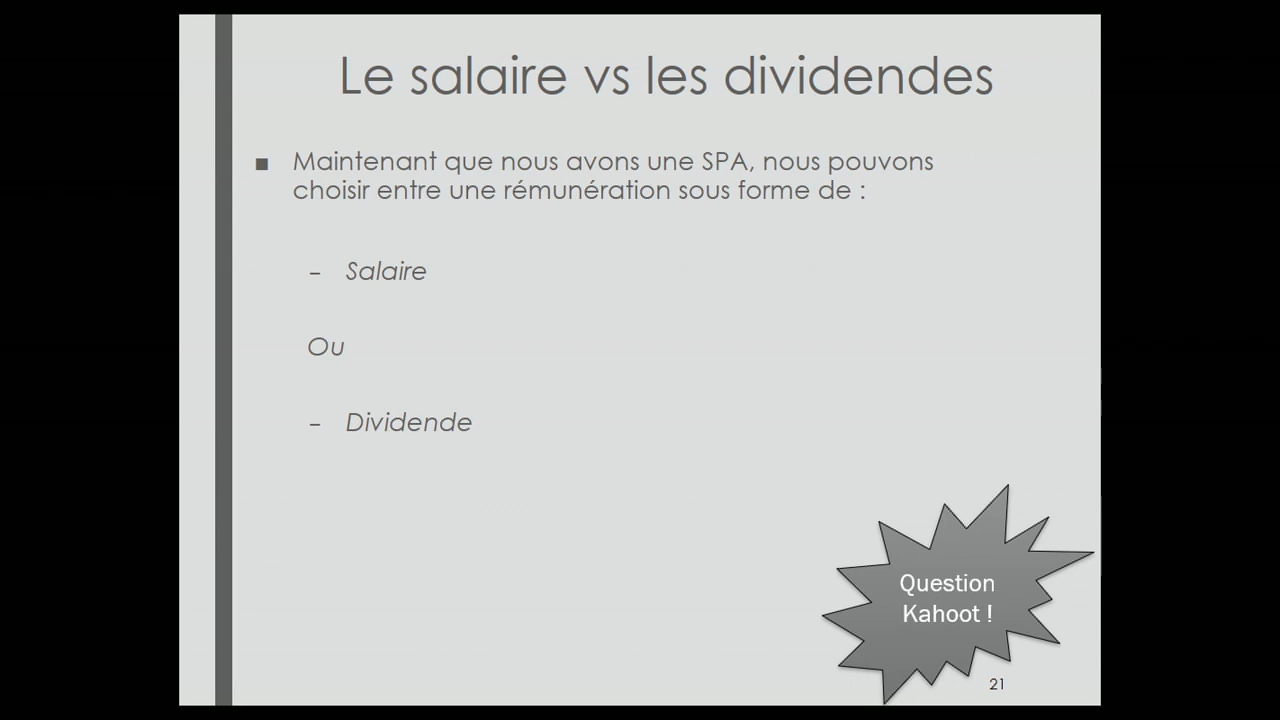 Le salaire vs les dividendes
▪ Maintenant que nous avons une SPA, nous pouvons
choisir entre une rémunération sous forme de :
– Salaire
Ou
– Dividende
Question
Kahoot !
21